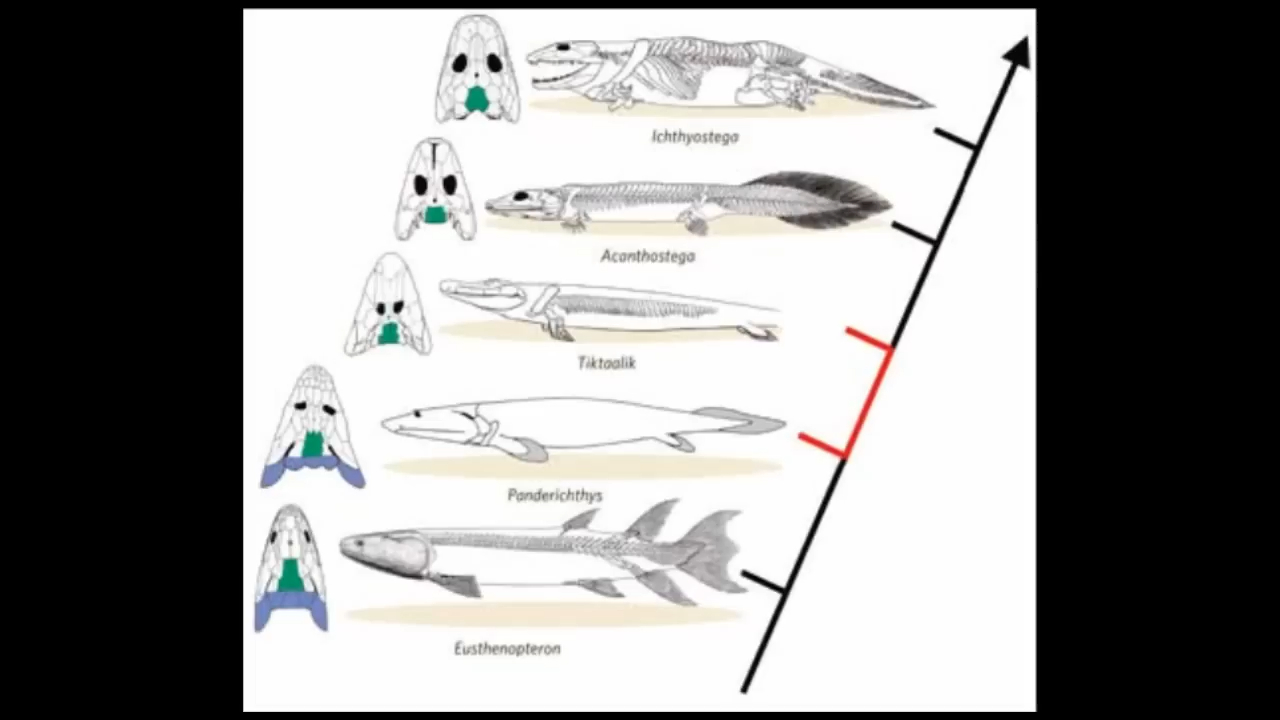 Ichthyostega
Acanthostega
Tiktaalik
Panderichthys
Eusthenopteron